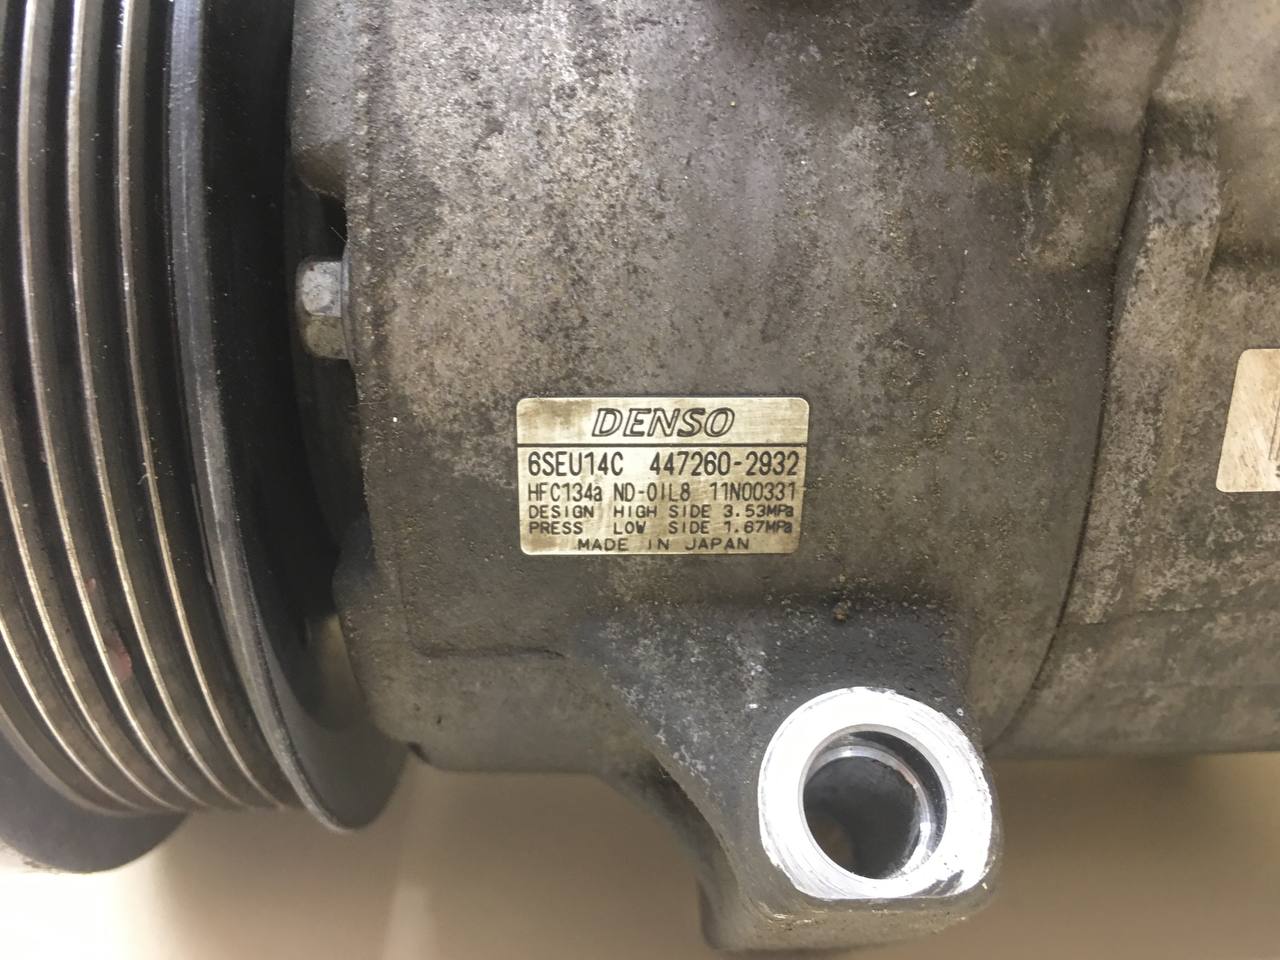 DENSO
6SEU14C 447260-2932
HFC134a ND-OIL8 11N00331
DESIGN HIGH SIDE 3.53MPa
PRESS LOW SIDE 1.67MPa
MADE IN JAPAN